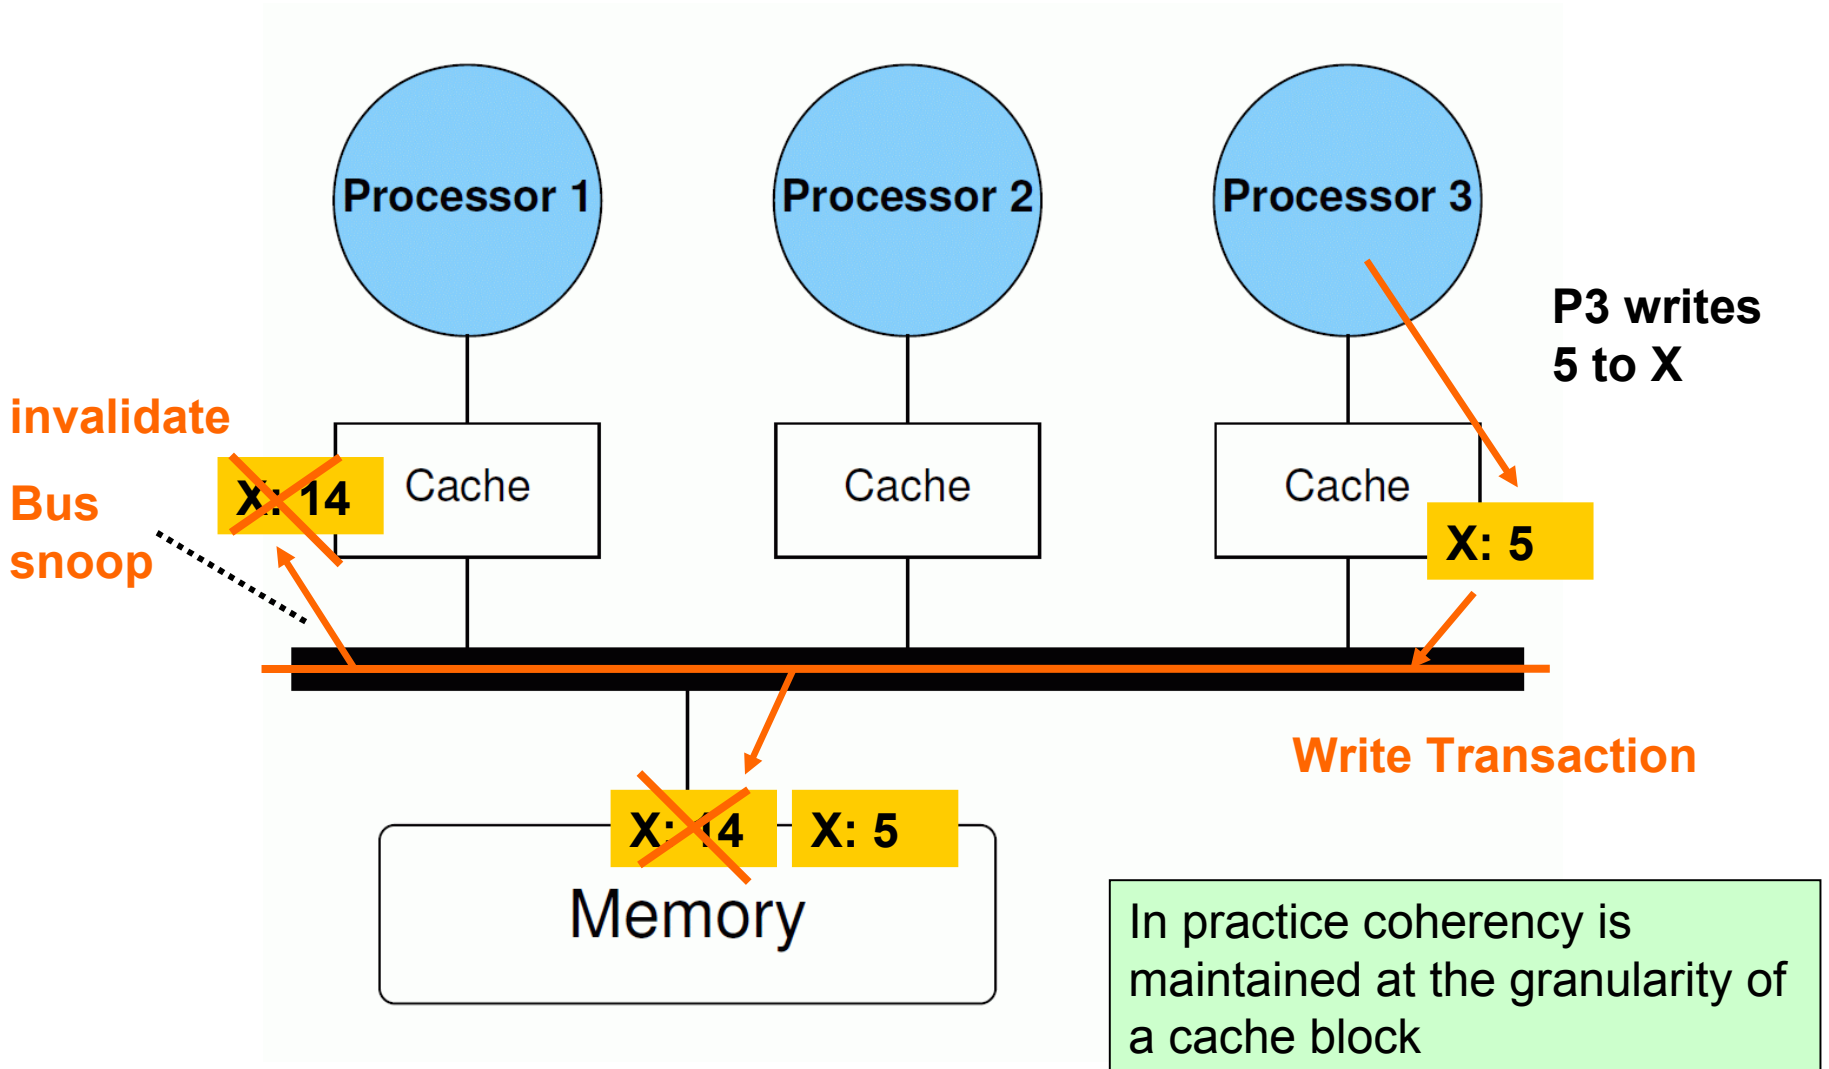 Processor 1
Processor 2
Processor 3
P3 writes
5 to X
invalidate
Bus
snoop
X: 14
Cache
Cache
Cache
X: 5
Write Transaction
X: 14
X: 5
Memory
In practice coherency is
maintained at the granularity of
a cache block